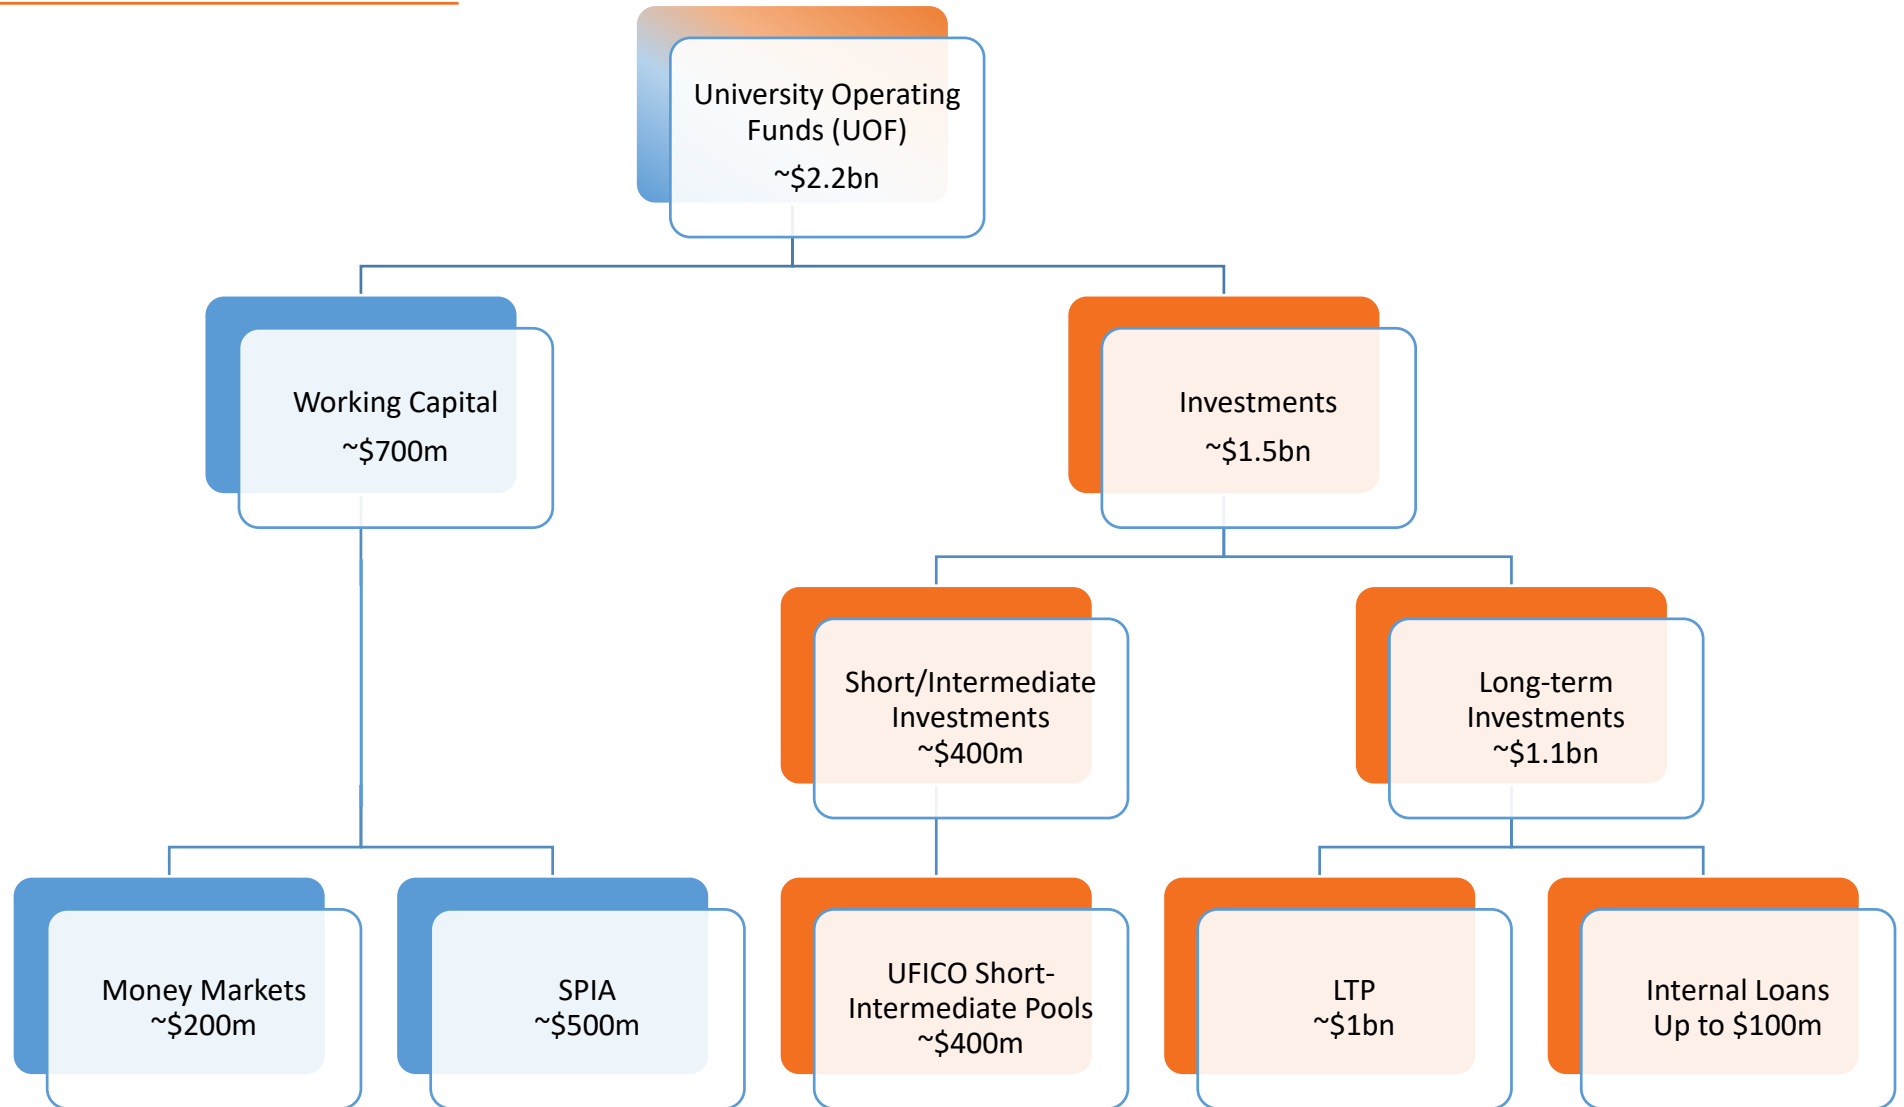 University Operating
Funds (UOF)
~$2.2bn
Working Capital
~$700m
Investments
~$1.5bn
Short/Intermediate
Investments
~$400m
Long-term
Investments
~$1.1bn
Money Markets
~$200m
SPIA
~$500m
UFICO Short-
Intermediate Pools
~$400m
LTP
~$1bn
Internal Loans
Up to $100m